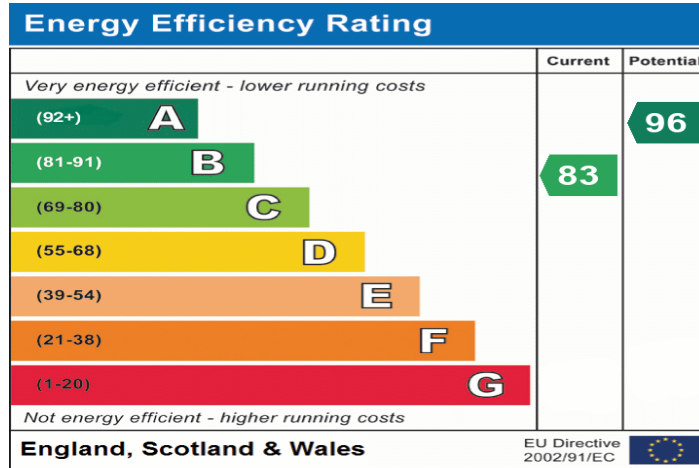 Energy Efficiency Rating
Current Potential
Very energy efficient - lower running costs
(92+) A 96
(81-91) B 83
(69-80) C
(55-68) D
(39-54) E
(21-38) F
(1-20) G
Not energy efficient - higher running costs
England, Scotland & Wales
EU Directive
2002/91/EC